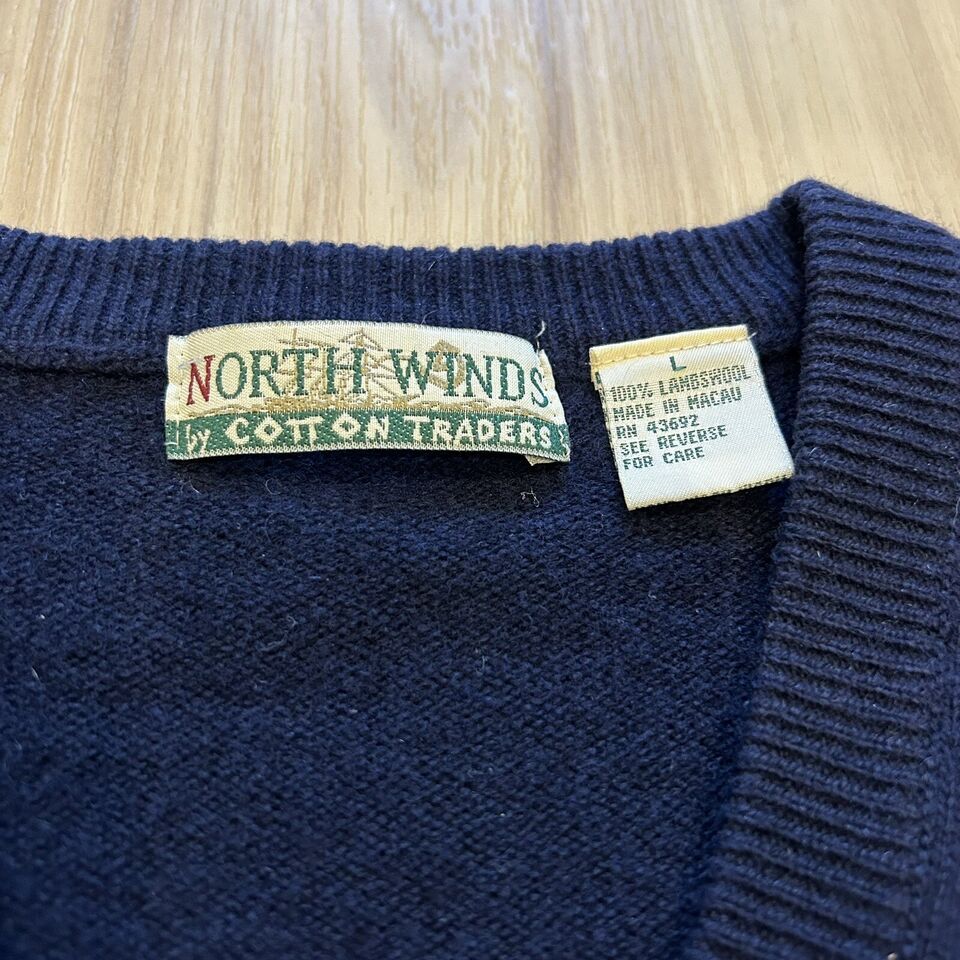 NORTH WINDS
by COTTON TRADERS
L
100% LAMBSWOOL
MADE IN MACAU
RN 43692
SEE REVERSE
FOR CARE